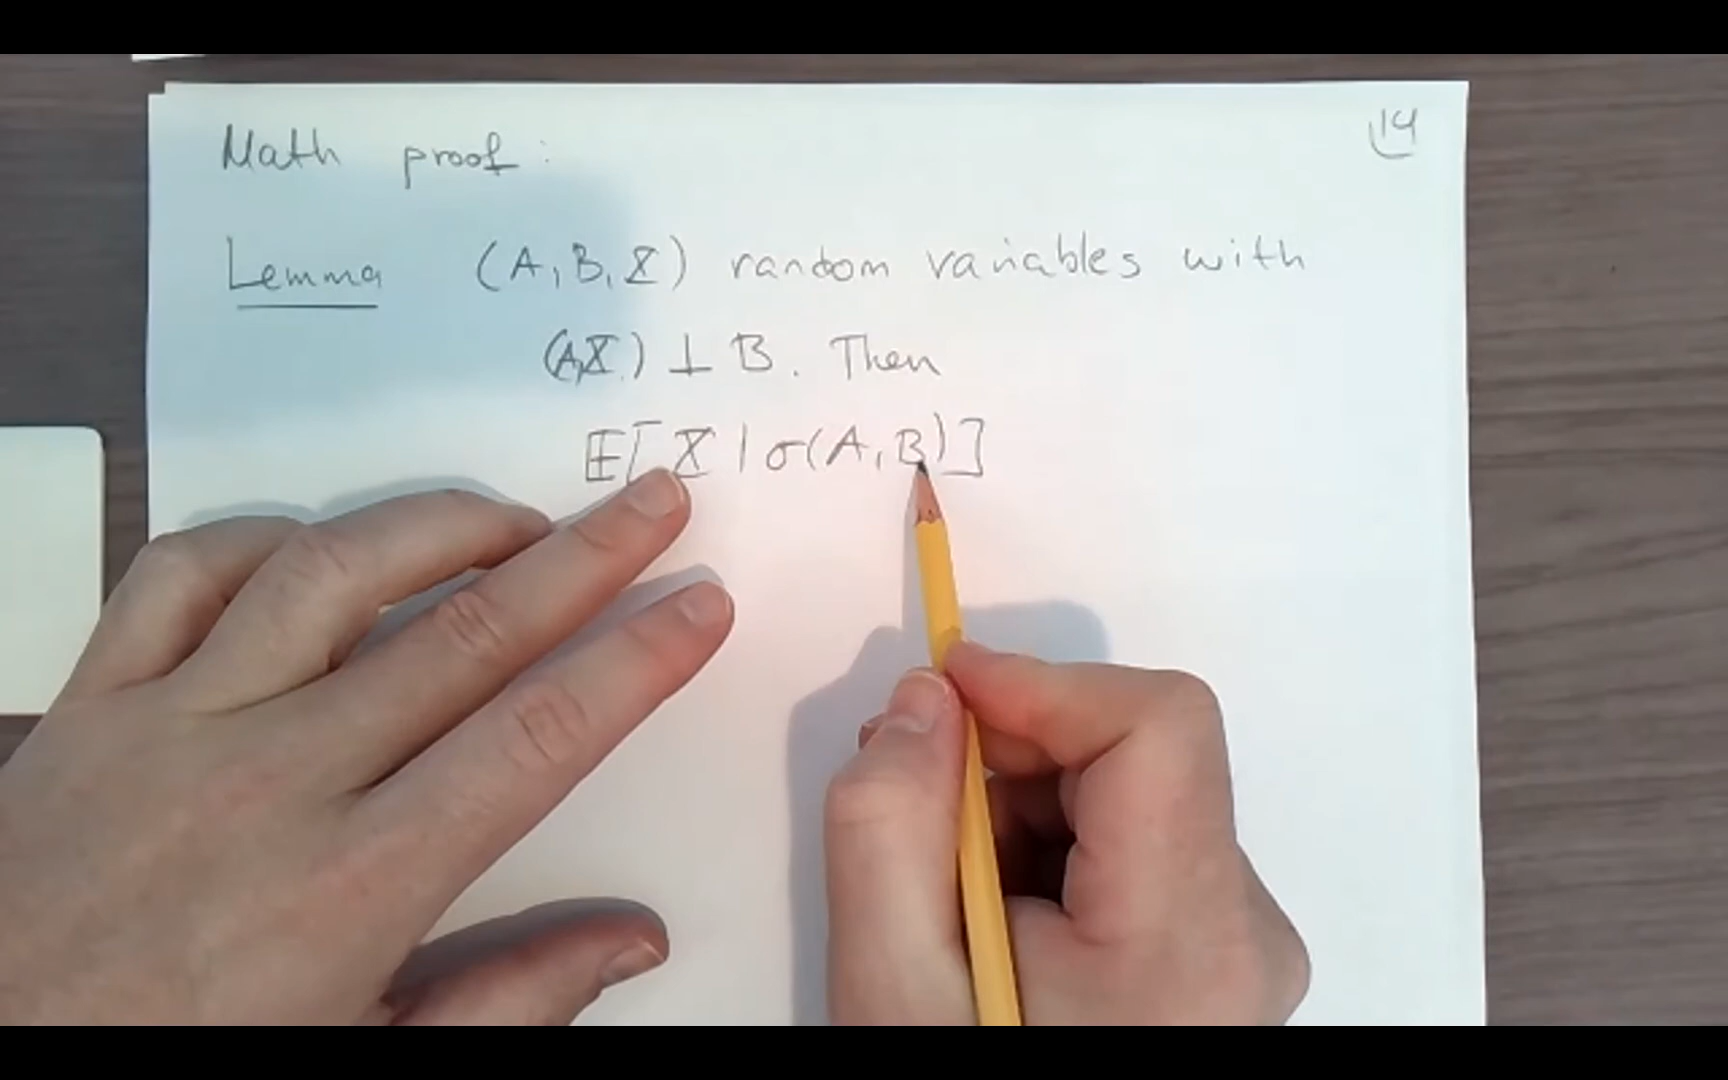 14
Math proof:
Lemma (A, B, X) random variables with
(A, X) ⊥ B. Then
E[X | σ(A, B)]